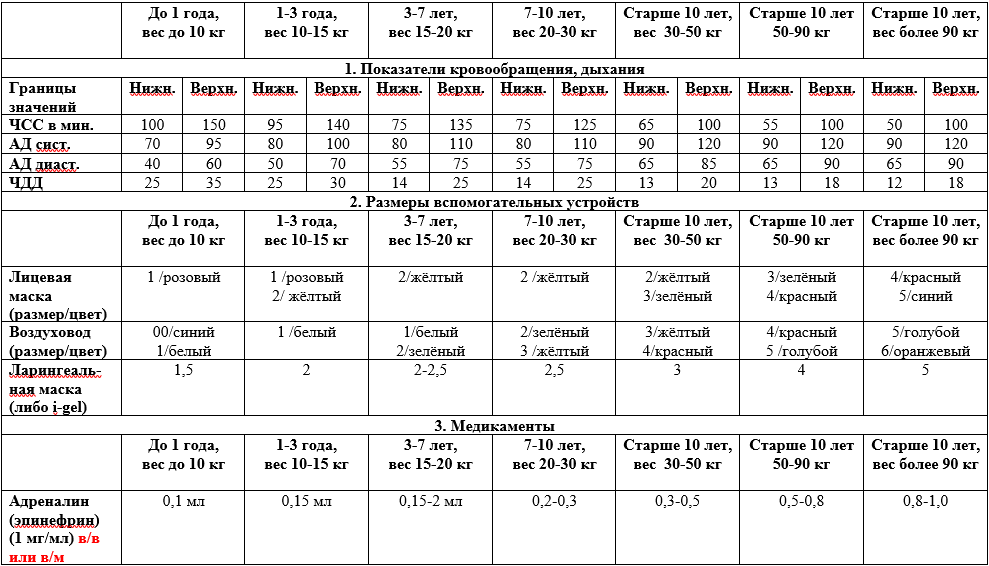 До 1 года, 1-3 года, 3-7 лет, 7-10 лет, Старше 10 лет, Старше 10 лет, Старше 10 лет,
вес до 10 кг вес 10-15 кг вес 15-20 кг вес 20-30 кг вес 30-50 кг 50-90 кг вес более 90 кг
1. Показатели кровообращения, дыхания
Границы Нижн. Верхн. Нижн. Верхн. Нижн. Верхн. Нижн. Верхн. Нижн. Верхн. Нижн. Верхн. Нижн. Верхн.
значений
ЧСС в мин. 100 150 95 140 75 135 75 125 65 100 55 100 50 100
АД сист. 70 95 80 100 80 110 80 110 90 120 90 120 90 120
АД диаст. 40 60 50 70 55 75 55 75 65 85 65 90 65 90
ЧДД 25 35 25 30 14 25 14 25 13 20 13 18 12 18
2. Размеры вспомогательных устройств
До 1 года, 1-3 года, 3-7 лет, 7-10 лет, Старше 10 лет, Старше 10 лет Старше 10 лет,
вес до 10 кг вес 10-15 кг вес 15-20 кг вес 20-30 кг вес 30-50 кг 50-90 кг вес более 90 кг
Лицевая 1 /розовый 1 /розовый 2/жёлтый 2 /жёлтый 2/жёлтый 3/зелёный 4/красный
маска 2/ жёлтый 3/зелёный 4/красный 5/синий
(размер/цвет)
Воздуховод 00/синий 1 /белый 1/белый 2/зелёный 3/жёлтый 4/красный 5/голубой
(размер/цвет) 1/белый 2/зелёный 3 /жёлтый 4/красный 5 /голубой 6/оранжевый
Ларингеаль- 1,5 2 2-2,5 2,5 3 4 5
ная маска
(либо i-gel)
3. Медикаменты
До 1 года, 1-3 года, 3-7 лет, 7-10 лет, Старше 10 лет, Старше 10 лет Старше 10 лет,
вес до 10 кг вес 10-15 кг вес 15-20 кг вес 20-30 кг вес 30-50 кг 50-90 кг вес более 90 кг
Адреналин 0,1 мл 0,15 мл 0,15-2 мл 0,2-0,3 0,3-0,5 0,5-0,8 0,8-1,0
(эпинефрин)
(1 мг/мл) в/в
или в/м